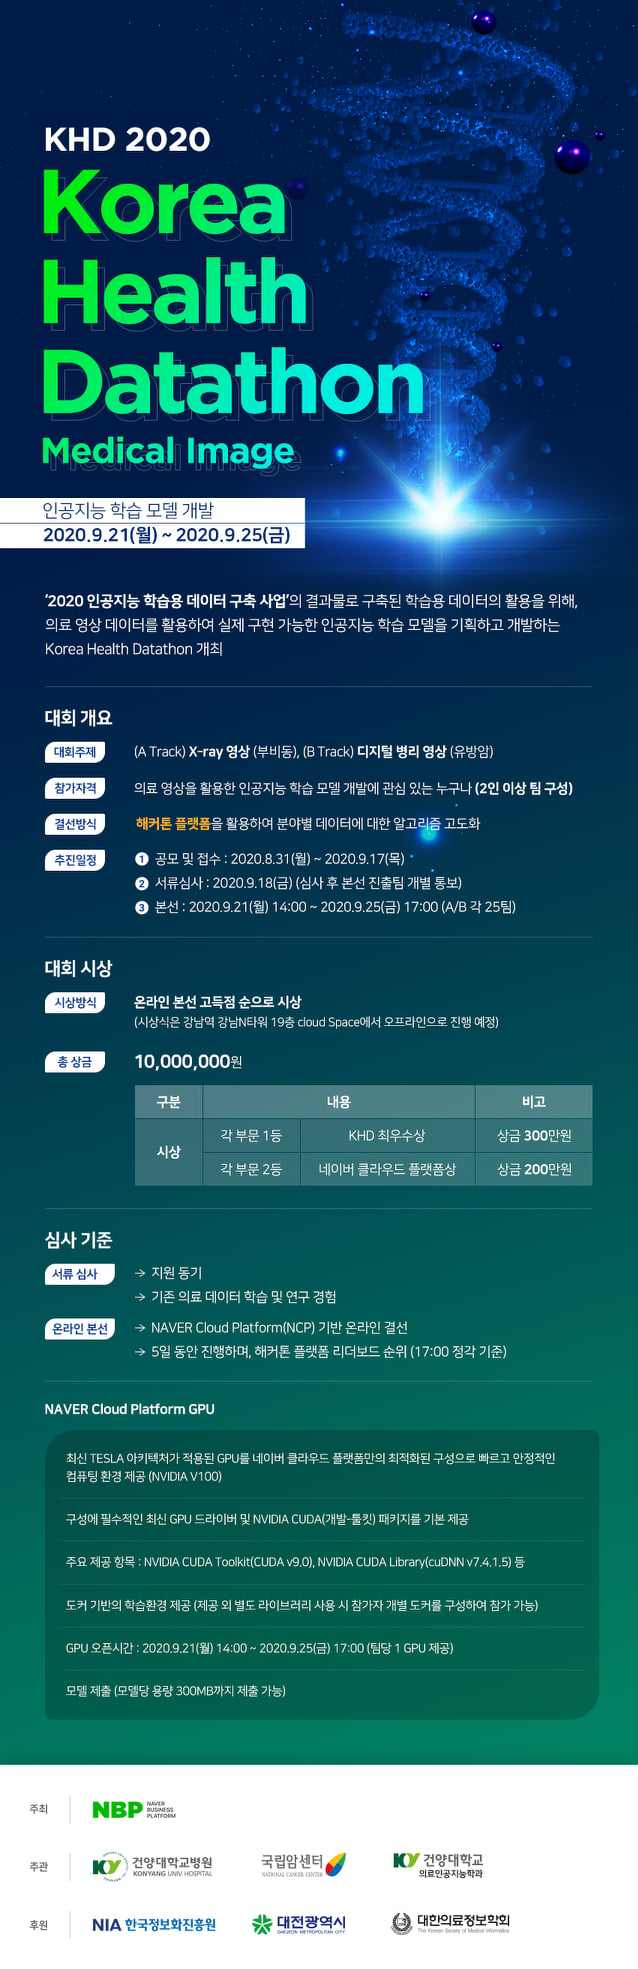 KHD 2020
Korea
Health
Datathon
Medical Image
인공지능 학습 모델 개발
2020.9.21(월) ~ 2020.9.25(금)
'2020 인공지능 학습용 데이터 구축 사업'의 결과물로 구축된 학습용 데이터의 활용을 위해,
의료 영상 데이터를 활용하여 실제 구현 가능한 인공지능 학습 모델을 기획하고 개발하는
Korea Health Datathon 개최
대회 개요
대회주제 (A Track) X-ray 영상 (부비동), (B Track) 디지털 병리 영상 (유방암)
참가자격 의료 영상을 활용한 인공지능 학습 모델 개발에 관심 있는 누구나 (2인 이상 팀 구성)
결선방식 해커톤 플랫폼을 활용하여 분야별 데이터에 대한 알고리즘 고도화
추진일정 1 공모 및 접수 : 2020.8.31(월) ~ 2020.9.17(목)
2 서류심사 : 2020.9.18(금) (심사 후 본선 진출팀 개별 통보)
3 본선 : 2020.9.21(월) 14:00 ~ 2020.9.25(금) 17:00 (A/B 각 25팀)
대회 시상
시상방식 온라인 본선 고득점 순으로 시상
(시상식은 강남역 강남N타워 19층 cloud Space에서 오프라인으로 진행 예정)
총 상금 10,000,000원
구분 내용 비고
시상 각 부문 1등 KHD 최우수상 상금 300만원
각 부문 2등 네이버 클라우드 플랫폼상 상금 200만원
심사 기준
서류 심사 → 지원 동기
→ 기존 의료 데이터 학습 및 연구 경험
온라인 본선 → NAVER Cloud Platform(NCP) 기반 온라인 결선
→ 5일 동안 진행하며, 해커톤 플랫폼 리더보드 순위 (17:00 정각 기준)
NAVER Cloud Platform GPU
최신 TESLA 아키텍처가 적용된 GPU를 네이버 클라우드 플랫폼만의 최적화된 구성으로 빠르고 안정적인
컴퓨팅 환경 제공 (NVIDIA V100)
구성에 필수적인 최신 GPU 드라이버 및 NVIDIA CUDA(개발-툴킷) 패키지를 기본 제공
주요 제공 항목 : NVIDIA CUDA Toolkit(CUDA v9.0), NVIDIA CUDA Library(cuDNN v7.4.1.5) 등
도커 기반의 학습환경 제공 (제공 외 별도 라이브러리 사용 시 참가자 개별 도커를 구성하여 참가 가능)
GPU 오픈시간 : 2020.9.21(월) 14:00 ~ 2020.9.25(금) 17:00 (팀당 1 GPU 제공)
모델 제출 (모델당 용량 300MB까지 제출 가능)
주최 NBP NAVER BUSINESS PLATFORM
주관 KY 건양대학교병원 KONYANG UNIV. HOSPITAL 국립암센터 NATIONAL CANCER CENTER KY 건양대학교 의료인공지능학과
후원 NIA 한국정보화진흥원 대전광역시 DAEJEON METROPOLITAN CITY 대한의료정보학회 The Korean Society of Medical Informatics